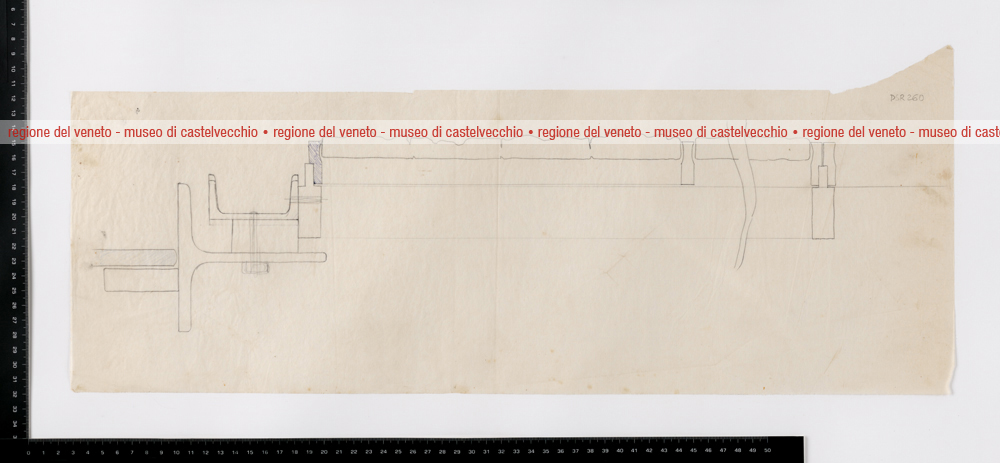 DIR 260
regione del veneto - museo di castelvecchio • regione del veneto - museo di castelvecchio • regione del veneto - museo di castelvecchio • regione del veneto - museo di cast
0 1 2 3 4 5 6 7 8 9 10 11 12 13 14 15 16 17 18 19 20 21 22 23 24 25 26 27 28 29 30 31 32 33 34 35 36 37 38 39 40 41 42 43 44 45 46 47 48 49 50